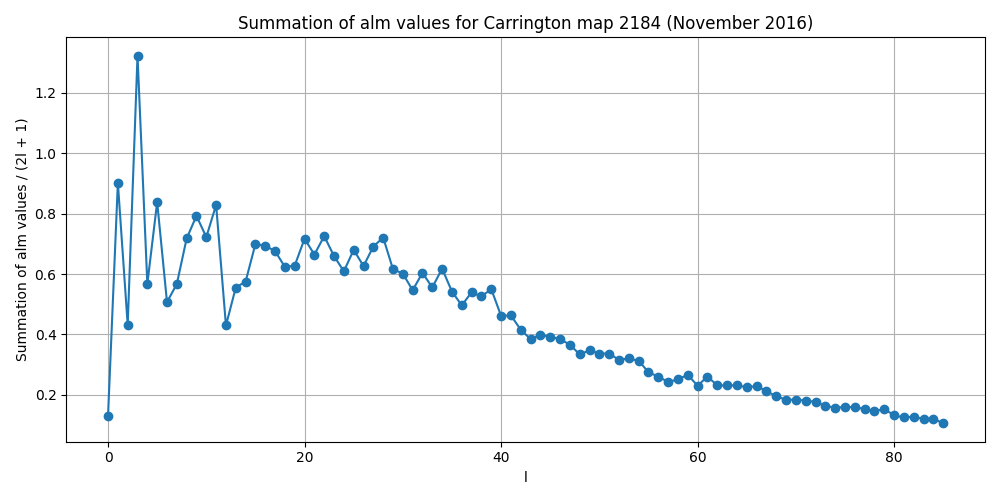 Summation of alm values for Carrington map 2184 (November 2016)
Summation of alm values / (2l + 1)
1.2
1.0
0.8
0.6
0.4
0.2
0 20 40 60 80
l